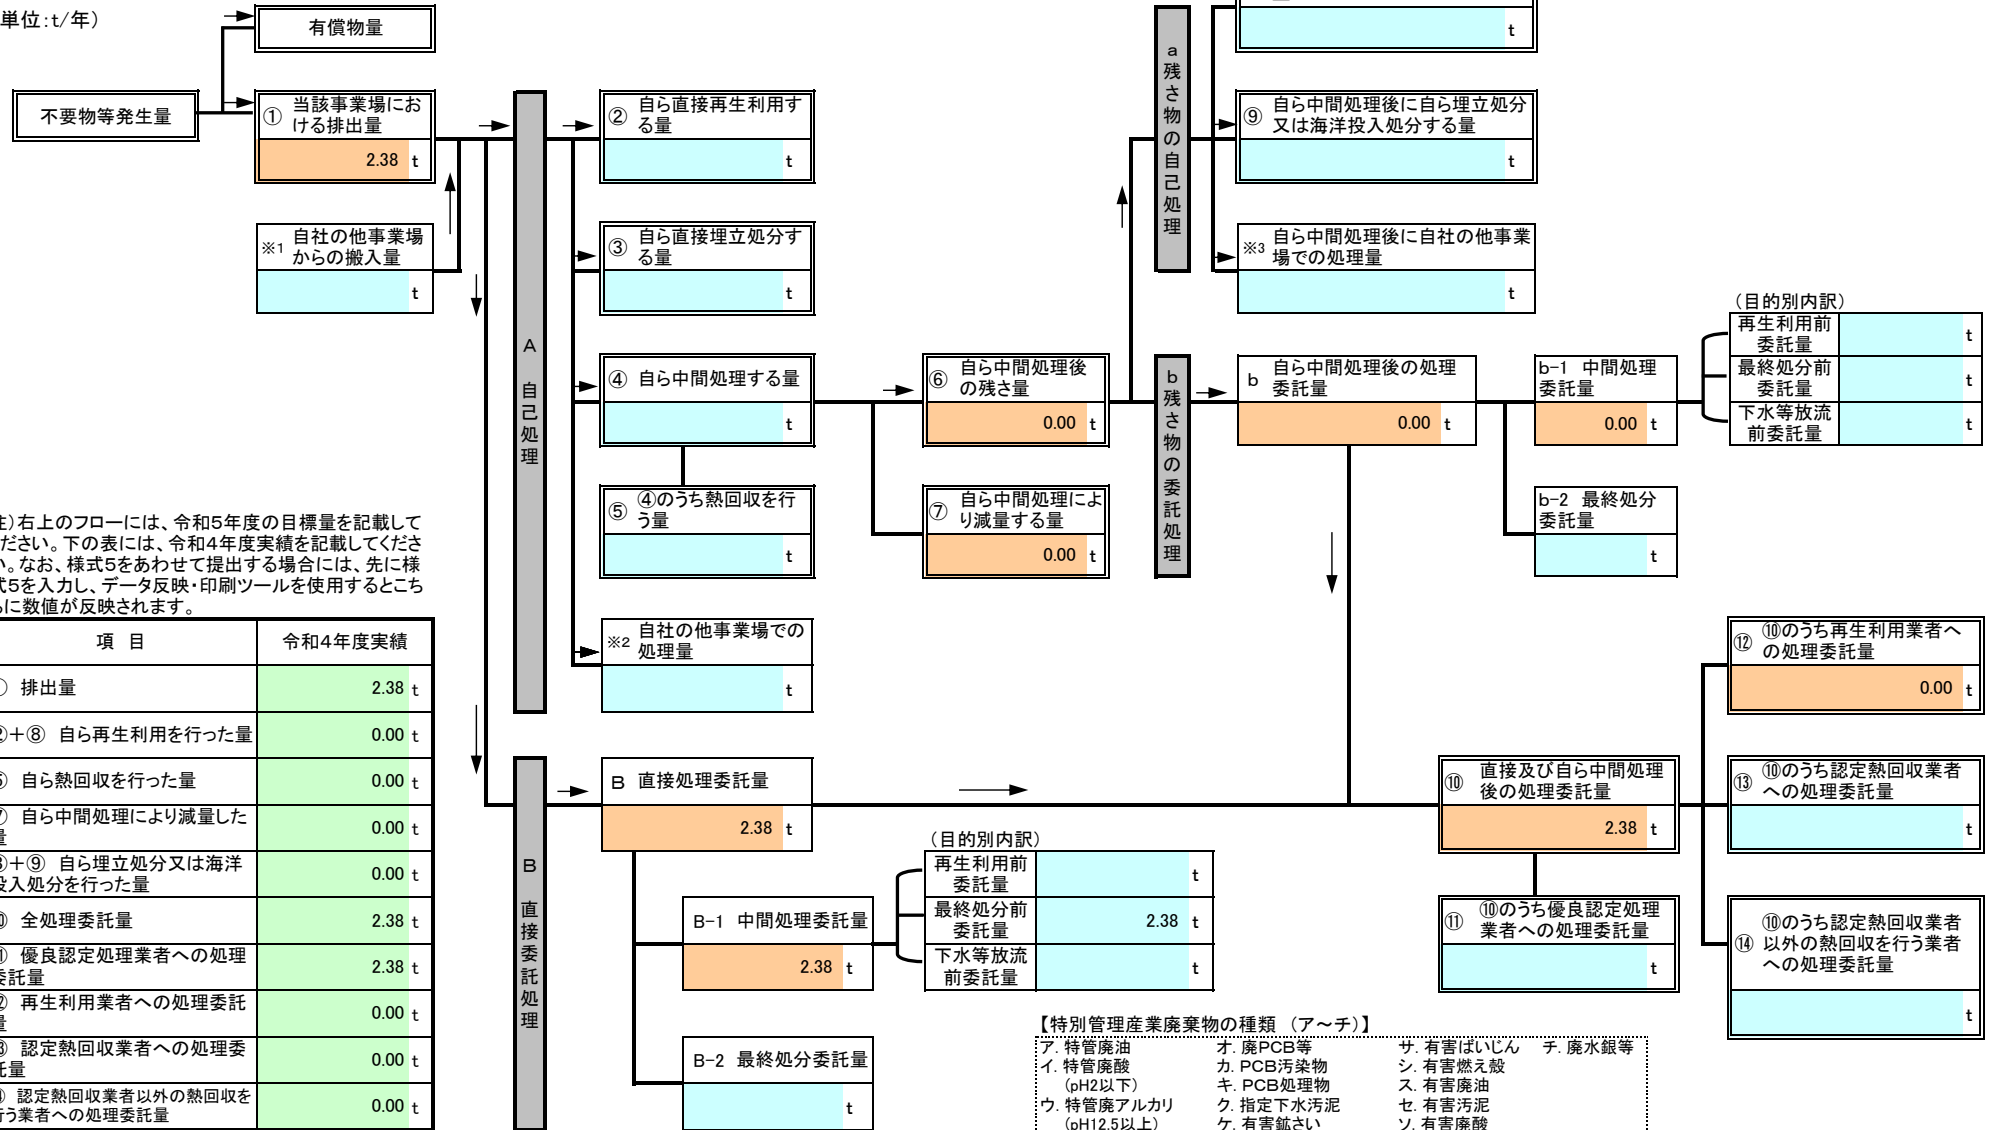 単位:t/年）
有償物量
不要物等発生量
① 当該事業場にお
ける排出量
2.38 t
※1 自社の他事業場
からの搬入量
t
A 自己処理
② 自ら直接再生利用す
る量
t
③ 自ら直接埋立処分す
る量
t
④ 自ら中間処理する量
t
⑤ ④のうち熱回収を行
う量
t
※2 自社の他事業場での
処理量
t
⑥ 自ら中間処理後
の残さ量
0.00 t
⑦ 自ら中間処理によ
り減量する量
0.00 t
a 残さ物の自己処理
t
⑨ 自ら中間処理後に自ら埋立処分
又は海洋投入処分する量
t
※3 自ら中間処理後に自社の他事業
場での処理量
t
b 残さ物の委託処理
b 自ら中間処理後の処理
委託量
0.00 t
b-1 中間処理
委託量
0.00 t
b-2 最終処分
委託量
t
（目的別内訳）
再生利用前
委託量
t
最終処分前
委託量
t
下水等放流
前委託量
t
）右上のフローには、令和5年度の目標量を記載して
ださい。下の表には、令和4年度実績を記載してくださ
。なお、様式5をあわせて提出する場合には、先に様
式5を入力し、データ反映・印刷ツールを使用するとこち
に数値が反映されます。
項 目 令和4年度実績
排出量 2.38 t
＋⑧ 自ら再生利用を行った量 0.00 t
自ら熱回収を行った量 0.00 t
自ら中間処理により減量した
量 0.00 t
＋⑨ 自ら埋立処分又は海洋
投入処分を行った量 0.00 t
全処理委託量 2.38 t
優良認定処理業者への処理
委託量 2.38 t
再生利用業者への処理委託
量 0.00 t
認定熱回収業者への処理委
託量 0.00 t
認定熱回収業者以外の熱回収を
行う業者への処理委託量 0.00 t
B 直接委託処理
B 直接処理委託量
2.38 t
B-1 中間処理委託量
2.38 t
B-2 最終処分委託量
t
（目的別内訳）
再生利用前
委託量
t
最終処分前
委託量
2.38 t
下水等放流
前委託量
t
⑩ 直接及び自ら中間処理
後の処理委託量
2.38 t
⑪ ⑩のうち優良認定処理
業者への処理委託量
t
⑫ ⑩のうち再生利用業者へ
の処理委託量
0.00 t
⑬ ⑩のうち認定熱回収業者
への処理委託量
t
⑭ ⑩のうち認定熱回収業者
以外の熱回収を行う業者
への処理委託量
t
【特別管理産業廃棄物の種類 （ア～チ）】
ア. 特管廃油 オ. 廃PCB等 サ. 有害ばいじん チ. 廃水銀等
イ. 特管廃酸 カ. PCB汚染物 シ. 有害燃え殻
（pH2以下） キ. PCB処理物 ス. 有害廃油
ウ. 特管廃アルカリ ク. 指定下水汚泥 セ. 有害汚泥
（pH12.5以上） ケ. 有害鉱さい ソ. 有害廃酸